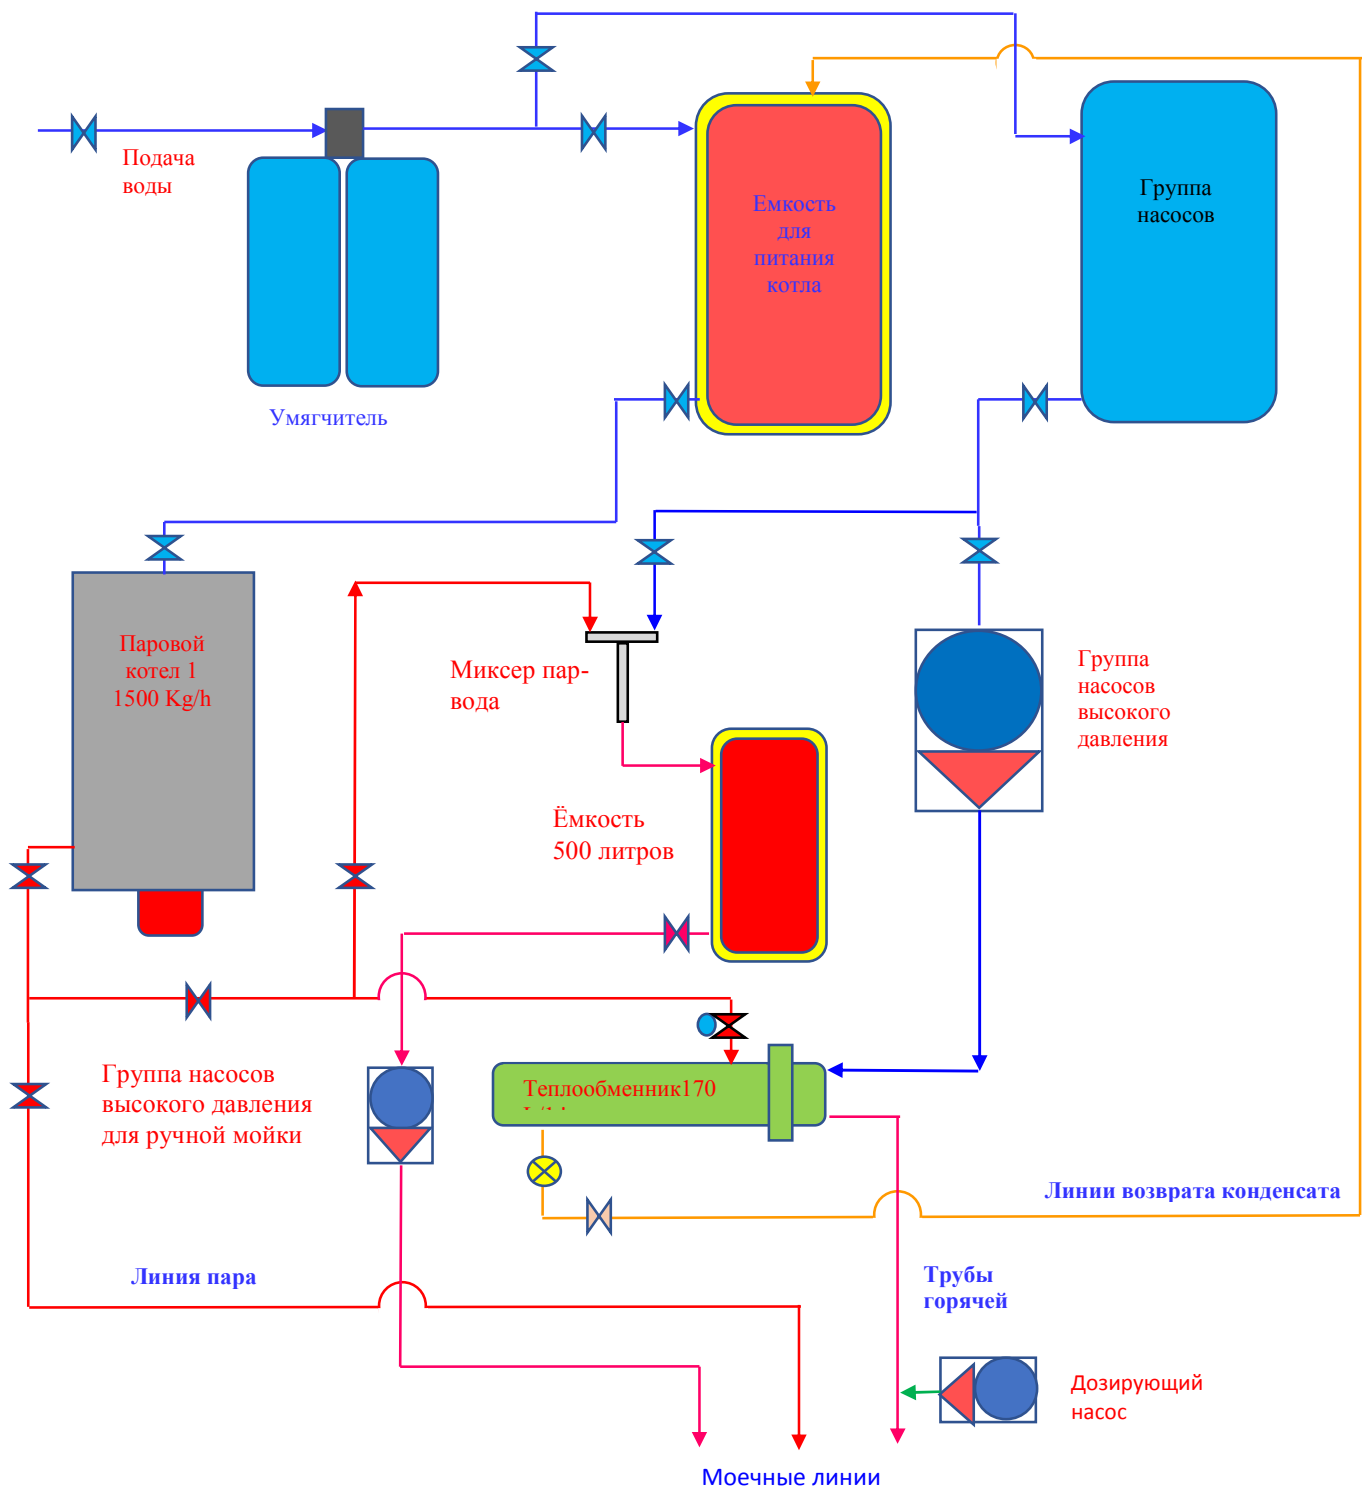 Подача
воды
Умягчитель
Емкость
для
питания
котла
Группа
насосов
Паровой
котел 1
1500 Kg/h
Миксер пар-
вода
Группа
насосов
высокого
давления
Ёмкость
500 литров
Группа насосов
высокого давления
для ручной мойки
Теплообменник170
Линии возврата конденсата
Линия пара
Трубы
горячей
Дозирующий
насос
Моечные линии